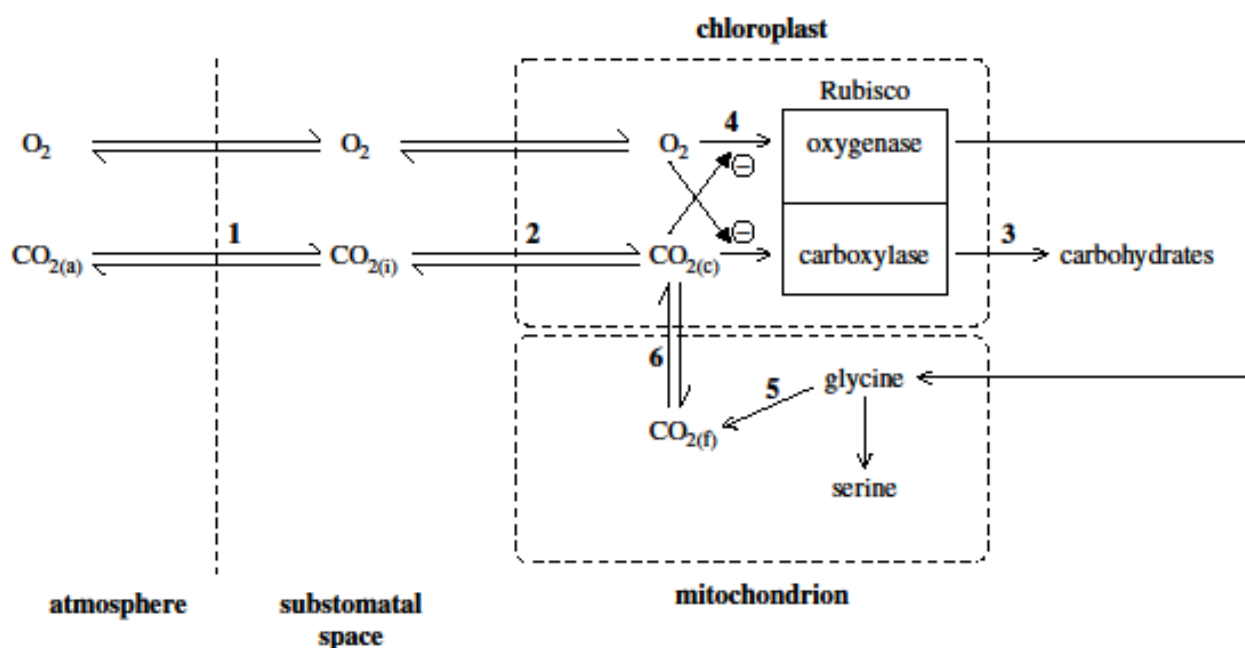 chloroplast
Rubisco
O2 O2 O2 4 oxygenase
⊖
⊖
CO2(a) 1 CO2(i) 2 CO2(c) carboxylase 3 carbohydrates
6 5 glycine
CO2(f)
serine
atmosphere substomatal space mitochondrion